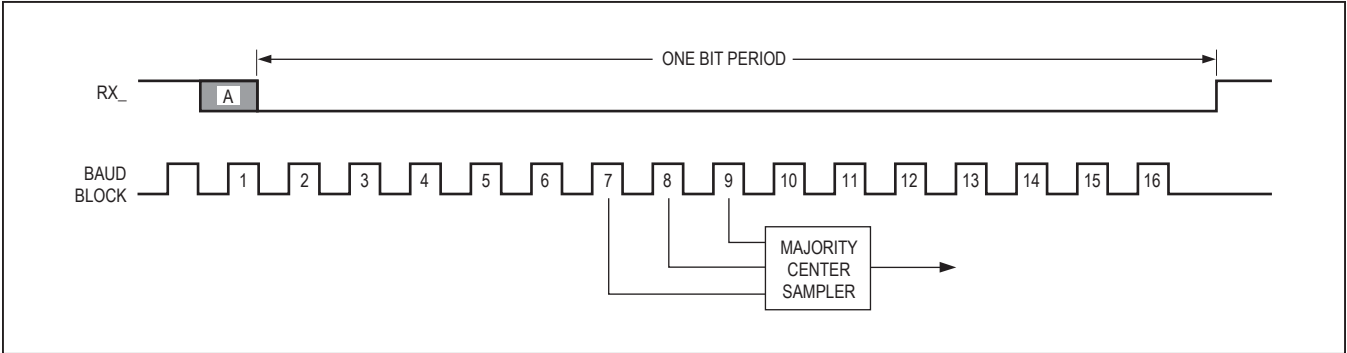 ONE BIT PERIOD
RX_
A
BAUD
BLOCK
1 2 3 4 5 6 7 8 9 10 11 12 13 14 15 16
MAJORITY
CENTER
SAMPLER